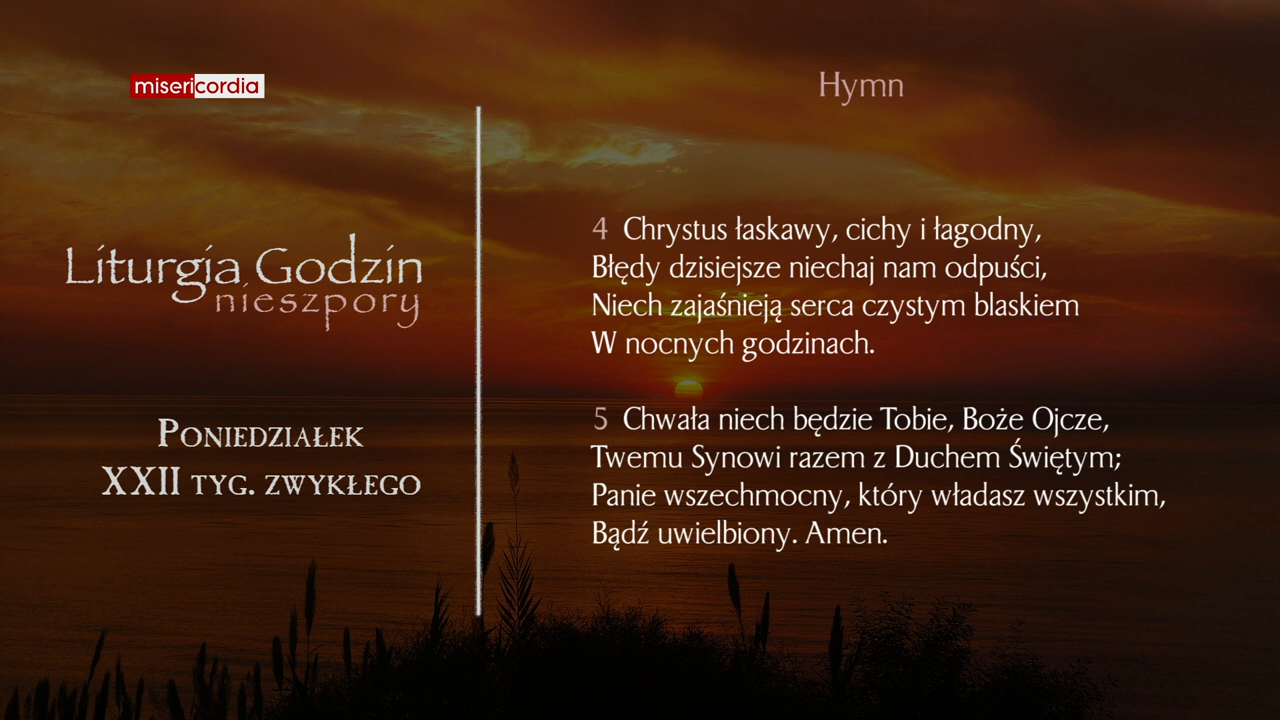 misericordia
Liturgia Godzin
nieszpory
Poniedziałek
XXII tyg. zwykłego
Hymn
4 Chrystus łaskawy, cichy i łagodny,
Błędy dzisiejsze niechaj nam odpuści,
Niech zajaśnieją serca czystym blaskiem
W nocnych godzinach.
5 Chwała niech będzie Tobie, Boże Ojcze,
Twemu Synowi razem z Duchem Świętym;
Panie wszechmocny, który władasz wszystkim,
Bądź uwielbiony. Amen.